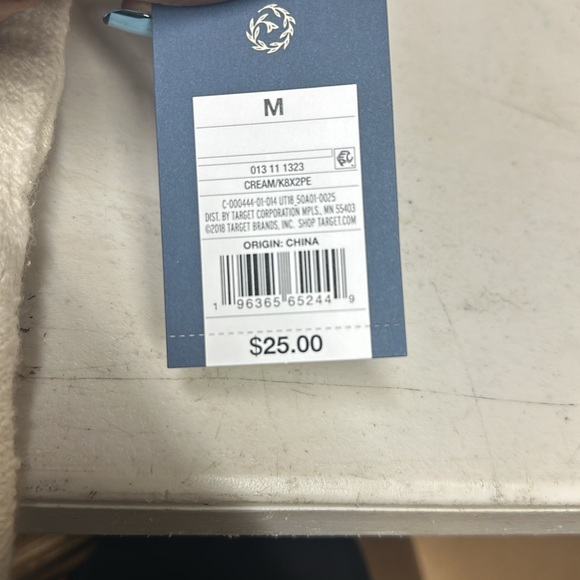 M
013 11 1323
CREAM/K8X2PE
C-000444-01-014 UT18_50A01-0025
DIST. BY TARGET CORPORATION MPLS., MN 55403
©2018 TARGET BRANDS, INC. SHOP TARGET.COM
ORIGIN: CHINA
1 96365 65244 9
$25.00